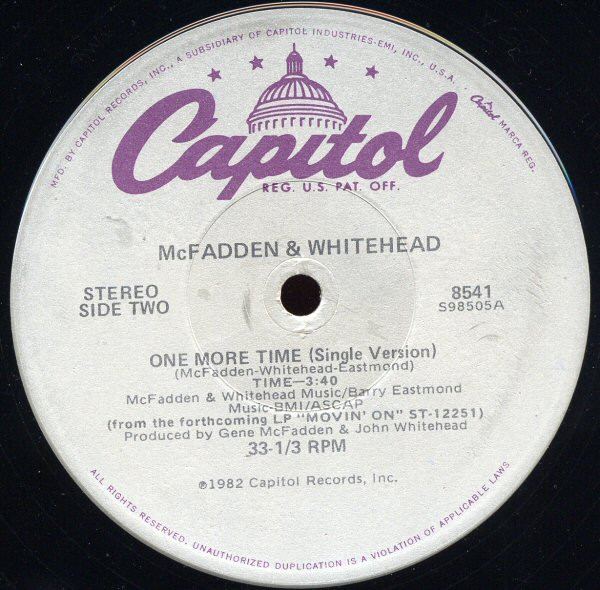 MFD. BY CAPITOL RECORDS, INC., A SUBSIDIARY OF CAPITOL INDUSTRIES-EMI, INC., U.S.A. • Capitol MARCA REG.
Capitol
REG. U.S. PAT. OFF.
McFADDEN & WHITEHEAD
STEREO
SIDE TWO
8541
S98505A
ONE MORE TIME (Single Version)
(McFadden-Whitehead-Eastmond)
TIME—3:40
McFadden & Whitehead Music/Barry Eastmond
Music-BMI/ASCAP
(from the forthcoming LP "MOVIN' ON" ST-12251)
Produced by Gene McFadden & John Whitehead
33-1/3 RPM
℗1982 Capitol Records, Inc.
ALL RIGHTS RESERVED. UNAUTHORIZED DUPLICATION IS A VIOLATION OF APPLICABLE LAWS